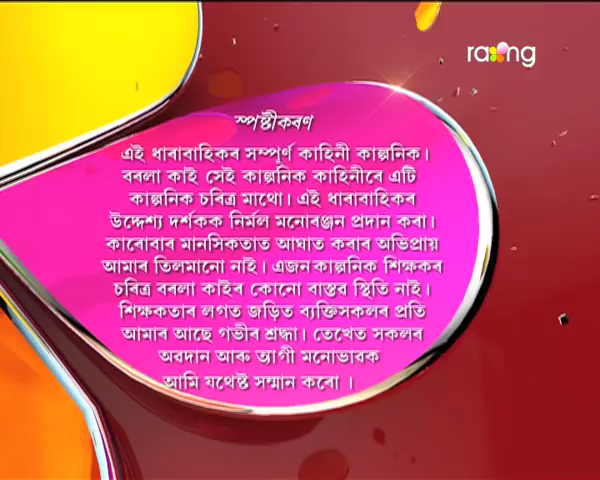 rang
স্পষ্টীকৰণ
এই ধাৰাবাহিকৰ সম্পূৰ্ণ কাহিনী কাল্পনিক।
বৰলা কাই সেই কাল্পনিক কাহিনীৰে এটি
কাল্পনিক চৰিত্ৰ মাথো। এই ধাৰাবাহিকৰ
উদ্দেশ্য দৰ্শকক নিৰ্মল মনোৰঞ্জন প্ৰদান কৰা।
কাৰোবাৰ মানসিকতাত আঘাত কৰাৰ অভিপ্ৰায়
আমাৰ তিলমানো নাই। এজন কাল্পনিক শিক্ষকৰ
চৰিত্ৰ বৰলা কাইৰ কোনো বাস্তৱ স্থিতি নাই।
শিক্ষকতাৰ লগত জড়িত ব্যক্তিসকলৰ প্ৰতি
আমাৰ আছে গভীৰ শ্ৰদ্ধা। তেখেত সকলৰ
অৱদান আৰু ত্যাগী মনোভাৱক
আমি যথেষ্ট সন্মান কৰো ।